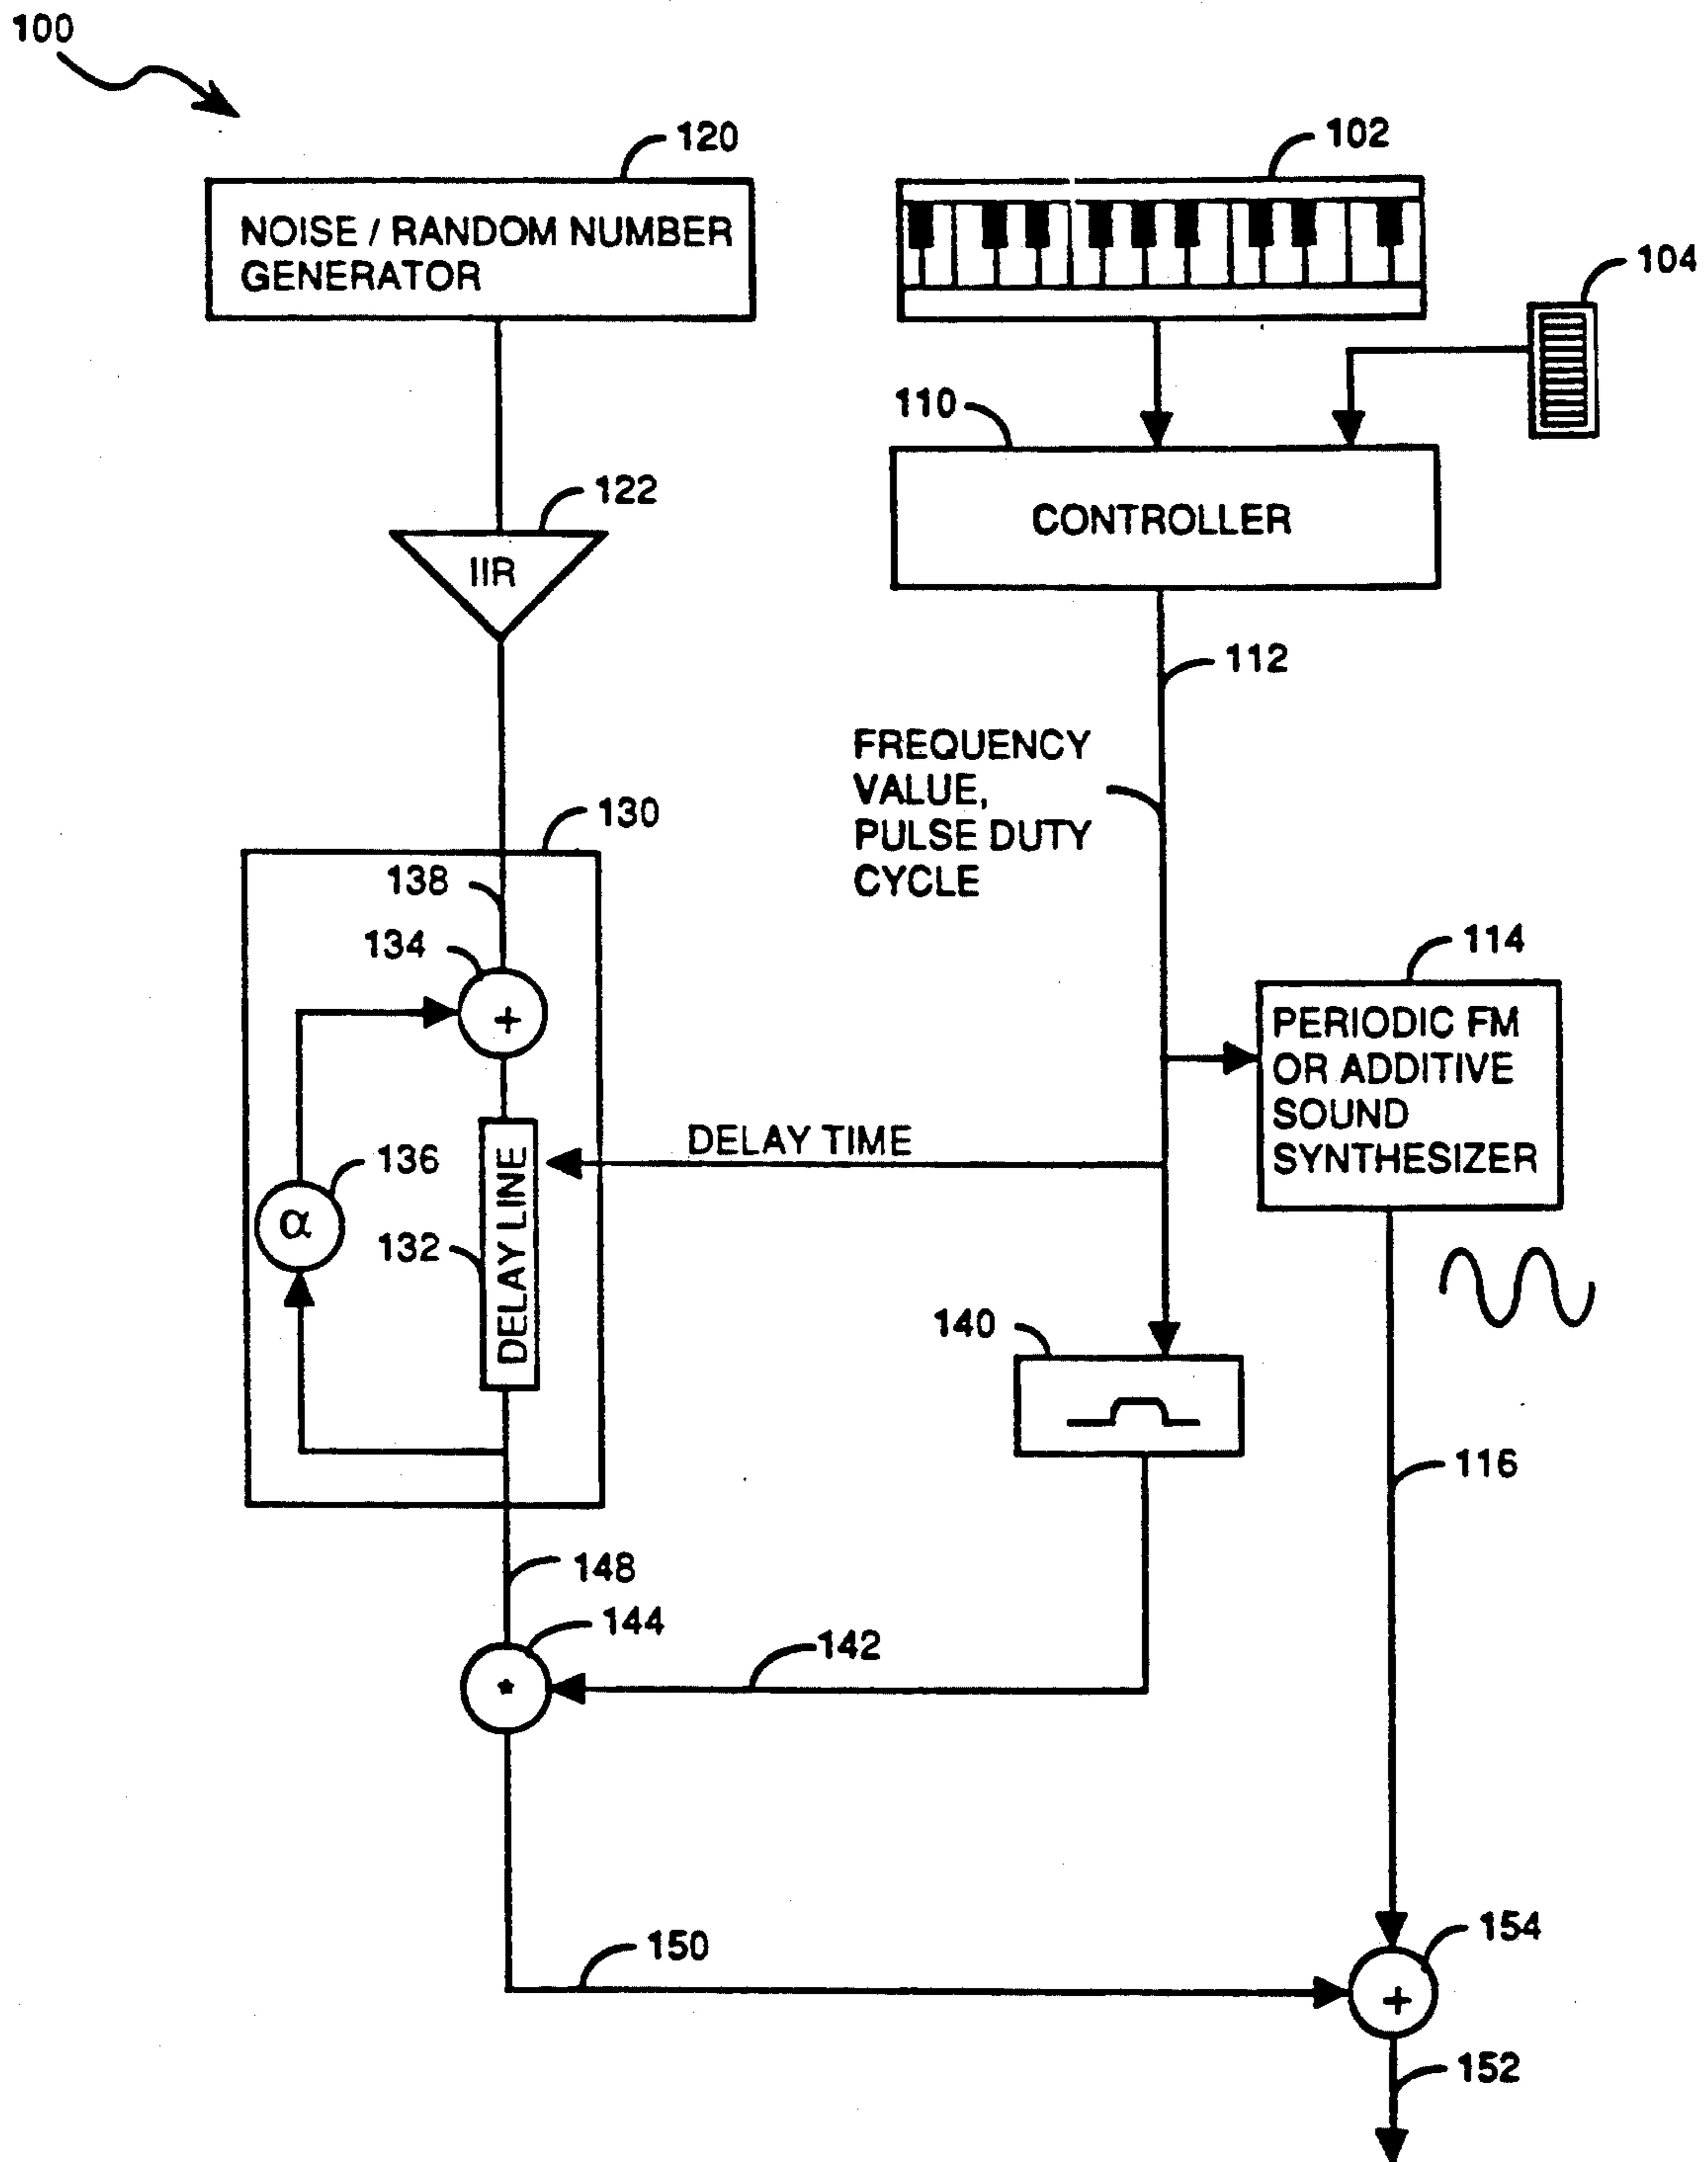 100
120
102
NOISE / RANDOM NUMBER
GENERATOR
104
110
122
CONTROLLER
IIR
112
FREQUENCY
VALUE,
PULSE DUTY
CYCLE
130
138
134
+
114
PERIODIC FM
OR ADDITIVE
SOUND
SYNTHESIZER
DELAY TIME
136
α
132
DELAY LINE
140
116
148
144
142
*
150
154
+
152